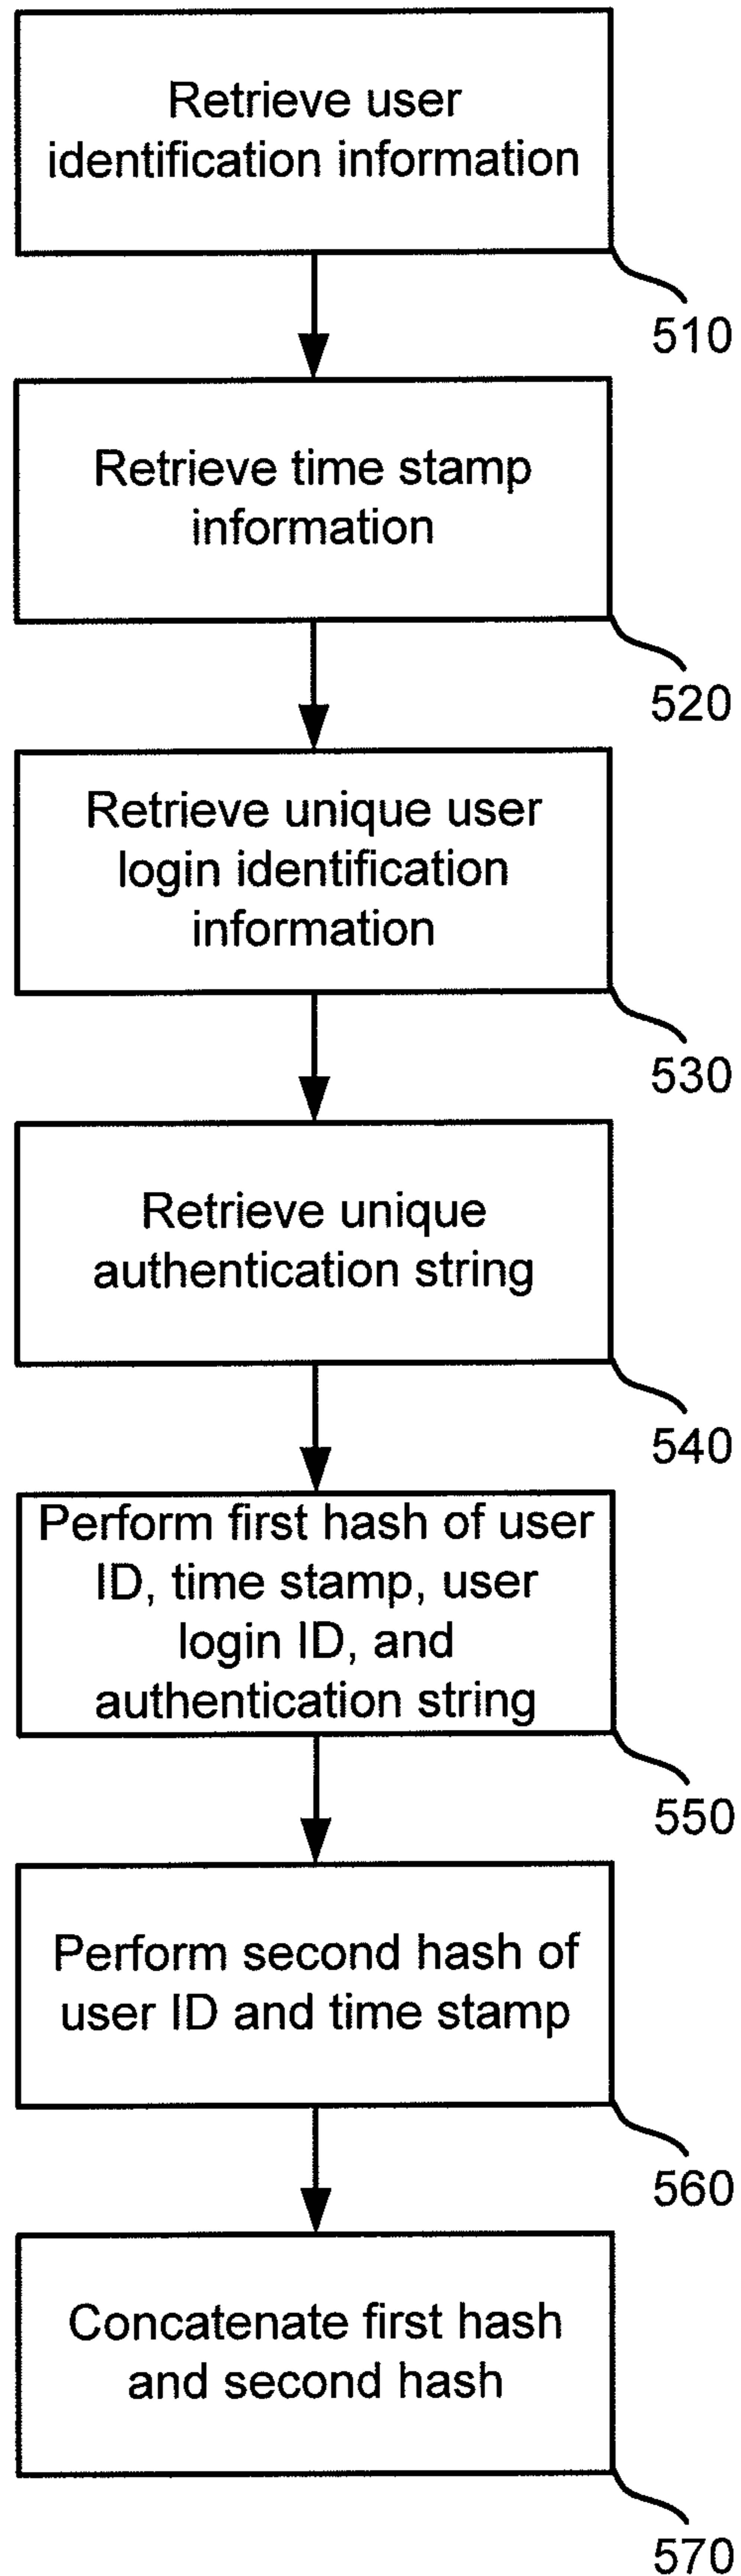 Retrieve user
identification information
510
Retrieve time stamp
information
520
Retrieve unique user
login identification
information
530
Retrieve unique
authentication string
540
Perform first hash of user
ID, time stamp, user
login ID, and
authentication string
550
Perform second hash of
user ID and time stamp
560
Concatenate first hash
and second hash
570